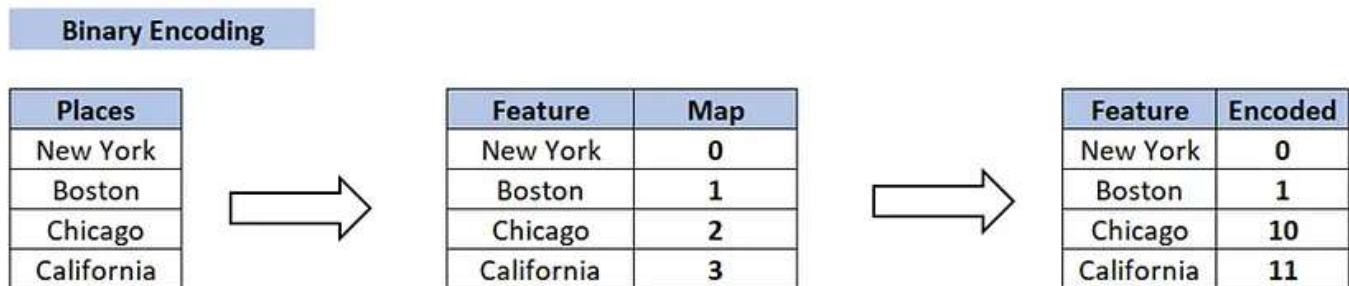 Binary Encoding
Places
New York
Boston
Chicago
California
Feature Map
New York 0
Boston 1
Chicago 2
California 3
Feature Encoded
New York 0
Boston 1
Chicago 10
California 11